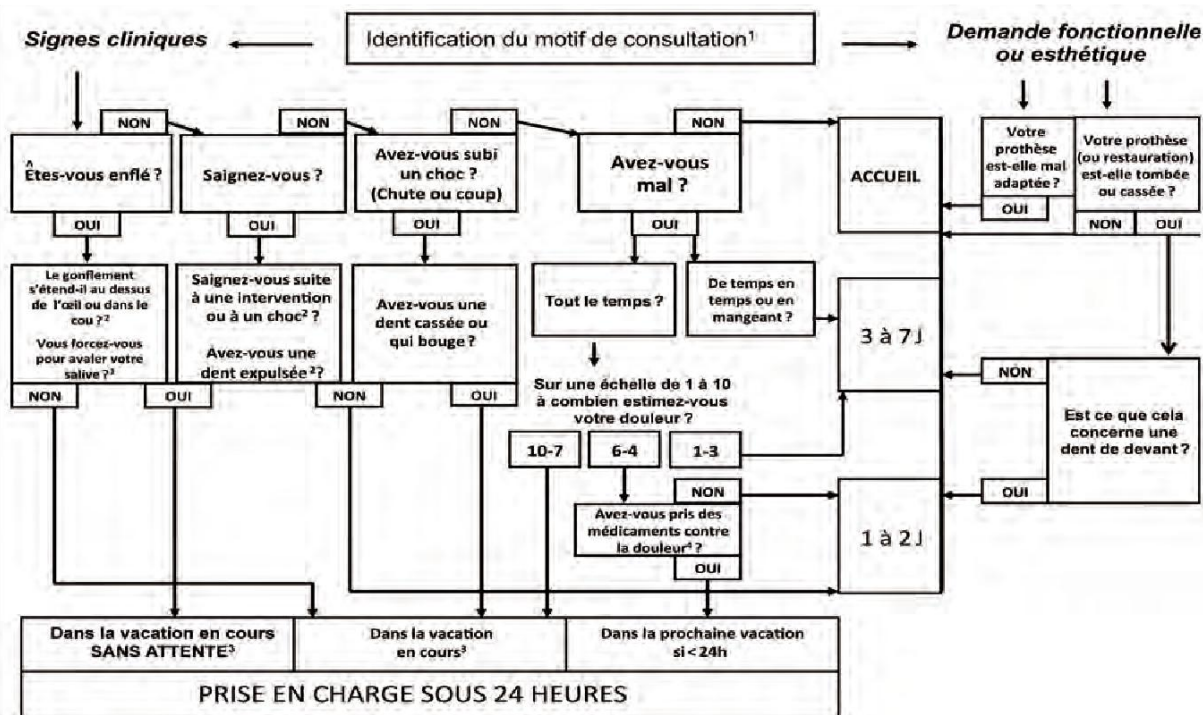 Signes cliniques
Identification du motif de consultation¹
Demande fonctionnelle
ou esthétique
NON
NON
NON
NON
Êtes-vous enflé ?
OUI
Saignez-vous ?
OUI
Avez-vous subi
un choc ?
(Chute ou coup)
OUI
Avez-vous
mal ?
OUI
ACCUEIL
Votre
prothèse
est-elle mal
adaptée ?
OUI
Votre prothèse
(ou restauration)
est-elle tombée
ou cassée ?
NON
OUI
Le gonflement
s'étend-il au dessus
de l'œil ou dans le
cou ?²
Vous forcez-vous
pour avaler votre
salive ?³
NON
OUI
Saignez-vous suite
à une intervention
ou à un choc² ?
Avez-vous une
dent expulsée ²?
Avez-vous une
dent cassée ou
qui bouge ?
NON
OUI
Tout le temps ?
De temps en
temps ou en
mangeant ?
3 à 7 J
Sur une échelle de 1 à 10
à combien estimez-vous
votre douleur ?
10-7
6-4
1-3
NON
Avez-vous pris des
médicaments contre
la douleur⁴ ?
OUI
1 à 2 J
NON
Est ce que cela
concerne une
dent de devant ?
OUI
Dans la vacation en cours
SANS ATTENTE³
Dans la vacation
en cours³
Dans la prochaine vacation
si < 24h
PRISE EN CHARGE SOUS 24 HEURES